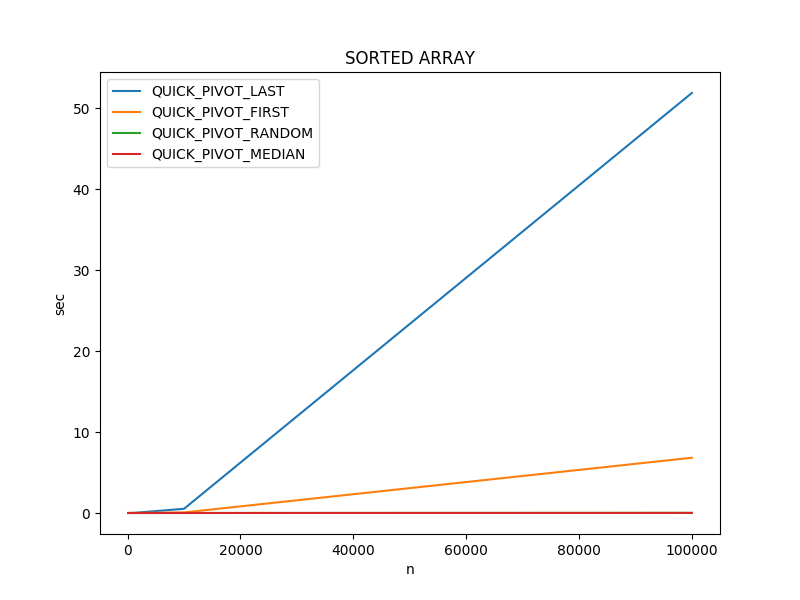 SORTED ARRAY
QUICK_PIVOT_LAST
QUICK_PIVOT_FIRST
QUICK_PIVOT_RANDOM
QUICK_PIVOT_MEDIAN
50
40
30
20
10
0
sec
0 20000 40000 60000 80000 100000
n